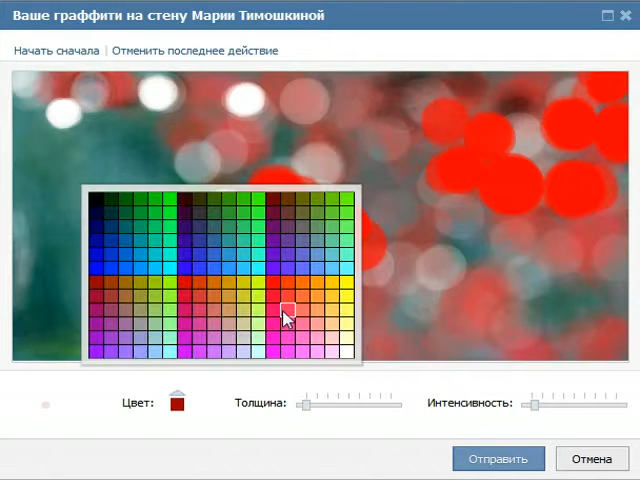 Ваше граффити на стену Марии Тимошкиной
Начать сначала | Отменить последнее действие
Цвет: Толщина: Интенсивность:
Отправить Отмена